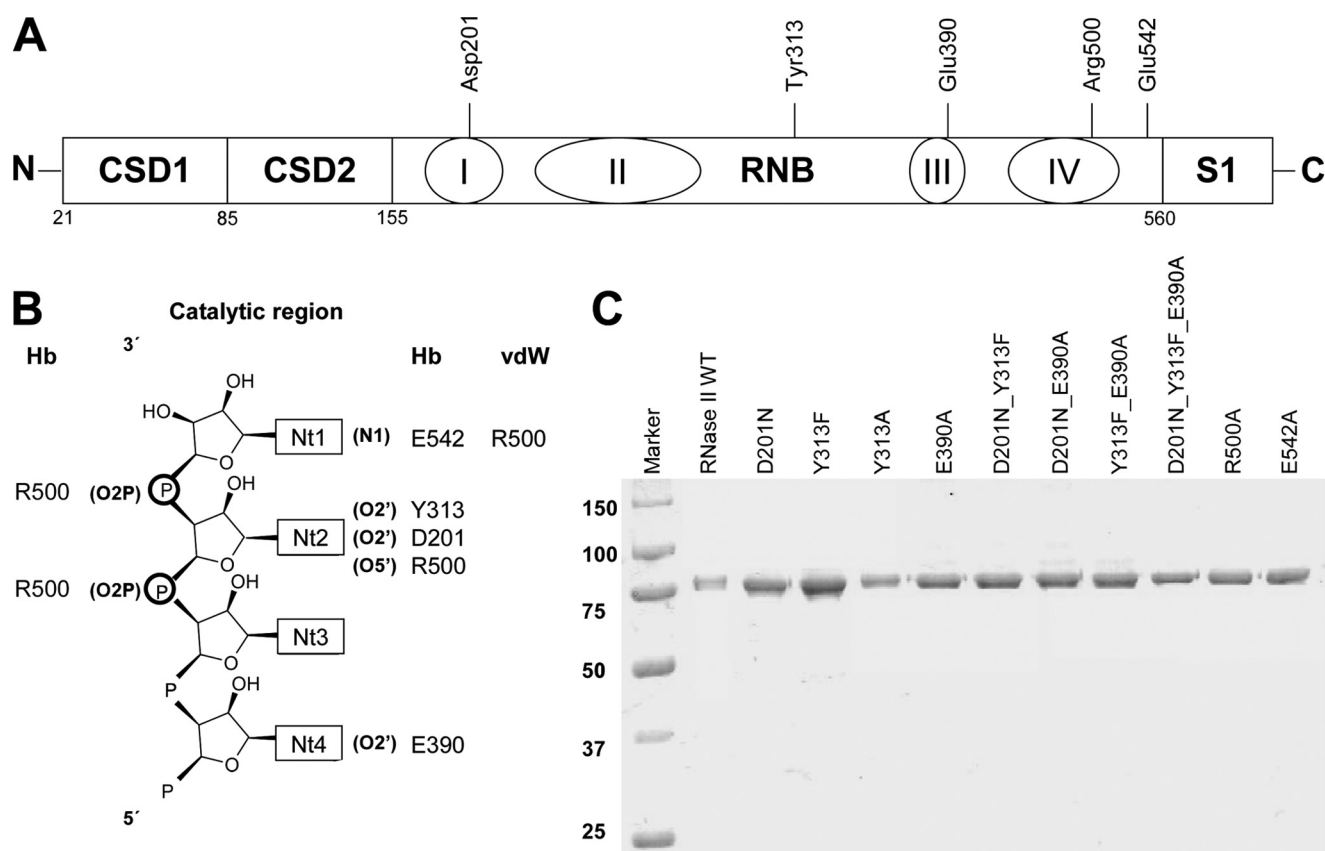 A
Asp201
Tyr313
Glu390
Arg500
Glu542
N
CSD1
CSD2
I
II
RNB
III
IV
S1
C
21
85
155
560
B
Catalytic region
3´
Hb
Hb
vdW
OH
HO
O
Nt1
(N1)
E542
R500
R500
(O2P)
P
OH
O
Nt2
(O2')
Y313
(O2')
D201
(O5')
R500
R500
(O2P)
P
OH
O
Nt3
P
OH
O
Nt4
(O2')
E390
P
5´
C
Marker
RNase II WT
D201N
Y313F
Y313A
E390A
D201N_Y313F
D201N_E390A
Y313F_E390A
D201N_Y313F_E390A
R500A
E542A
150
100
75
50
37
25